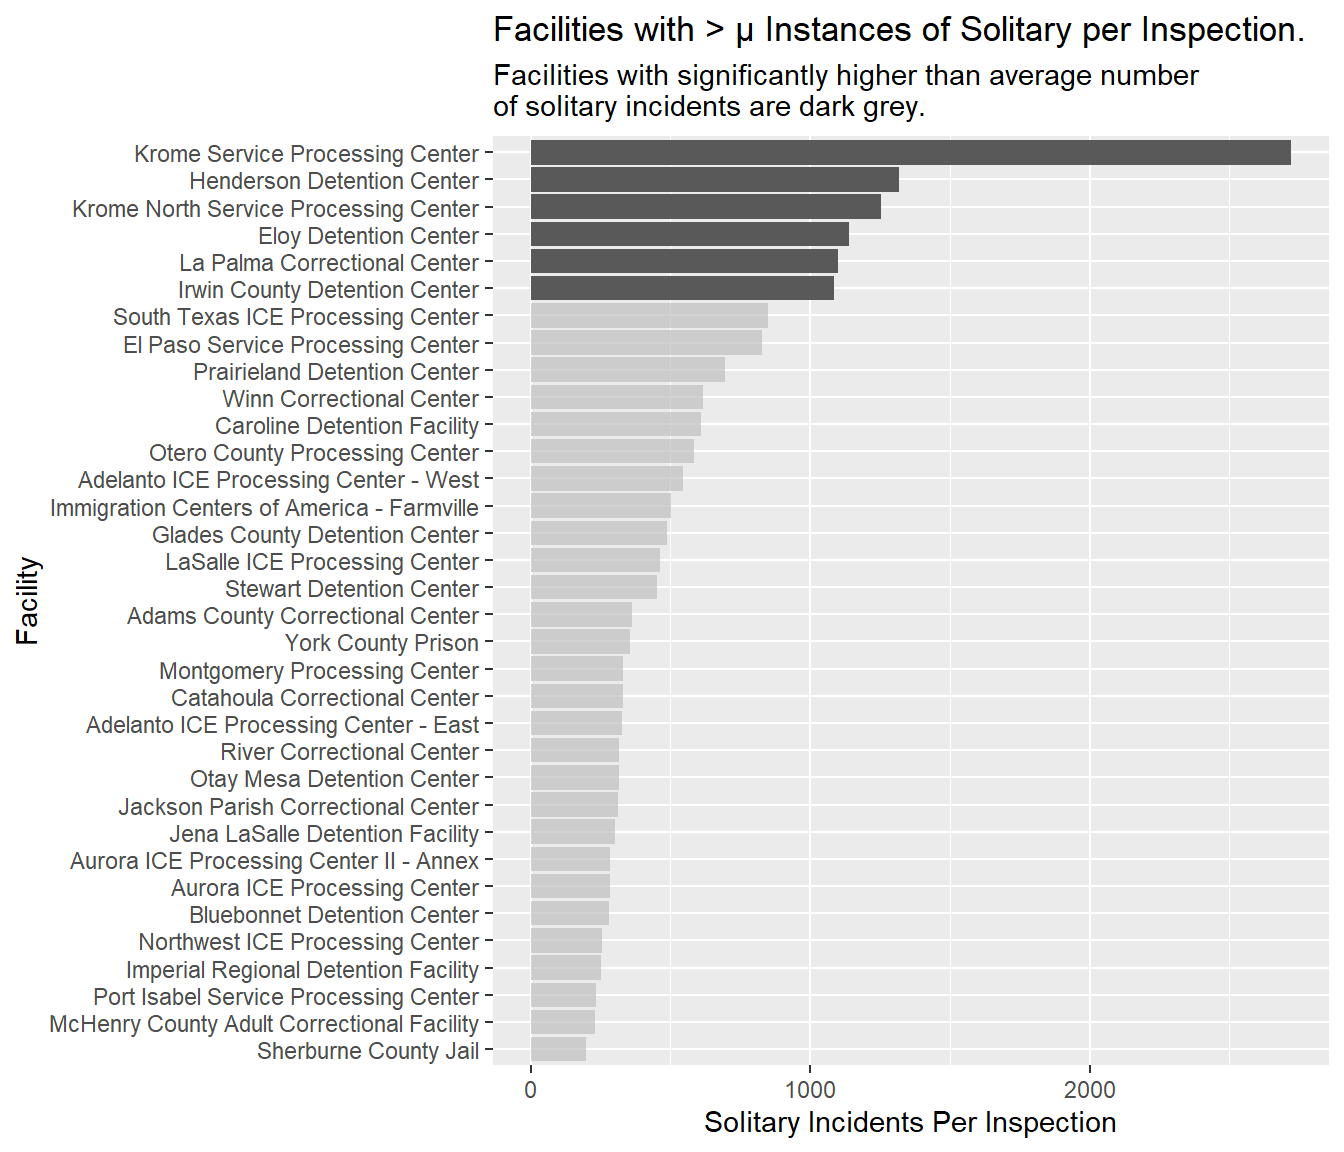 Facilities with > μ Instances of Solitary per Inspection.
Facilities with significantly higher than average number
of solitary incidents are dark grey.
Facility
Krome Service Processing Center
Henderson Detention Center
Krome North Service Processing Center
Eloy Detention Center
La Palma Correctional Center
Irwin County Detention Center
South Texas ICE Processing Center
El Paso Service Processing Center
Prairieland Detention Center
Winn Correctional Center
Caroline Detention Facility
Otero County Processing Center
Adelanto ICE Processing Center - West
Immigration Centers of America - Farmville
Glades County Detention Center
LaSalle ICE Processing Center
Stewart Detention Center
Adams County Correctional Center
York County Prison
Montgomery Processing Center
Catahoula Correctional Center
Adelanto ICE Processing Center - East
River Correctional Center
Otay Mesa Detention Center
Jackson Parish Correctional Center
Jena LaSalle Detention Facility
Aurora ICE Processing Center II - Annex
Aurora ICE Processing Center
Bluebonnet Detention Center
Northwest ICE Processing Center
Imperial Regional Detention Facility
Port Isabel Service Processing Center
McHenry County Adult Correctional Facility
Sherburne County Jail
0 1000 2000
Solitary Incidents Per Inspection